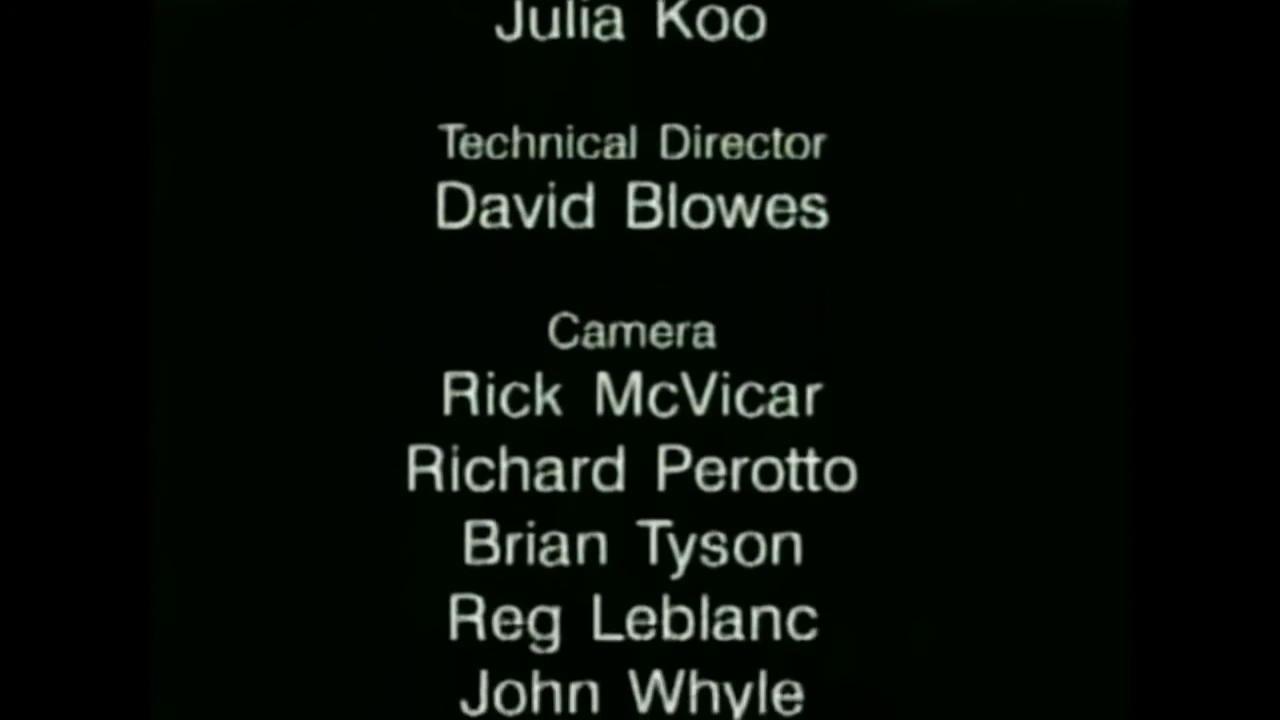 Julia Koo
Technical Director
David Blowes
Camera
Rick McVicar
Richard Perotto
Brian Tyson
Reg Leblanc
John Whyle